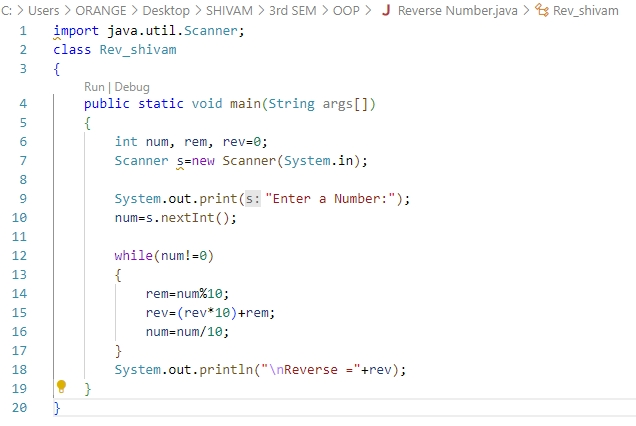 C: > Users > ORANGE > Desktop > SHIVAM > 3rd SEM > OOP > J Reverse Number.java > Rev_shivam
1 import java.util.Scanner;
2 class Rev_shivam
3 {
Run | Debug
4 public static void main(String args[])
5 {
6 int num, rem, rev=0;
7 Scanner s=new Scanner(System.in);
8
9 System.out.print(s: "Enter a Number:");
10 num=s.nextInt();
11
12 while(num!=0)
13 {
14 rem=num%10;
15 rev=(rev*10)+rem;
16 num=num/10;
17 }
18 System.out.println("\nReverse ="+rev);
19 }
20 }